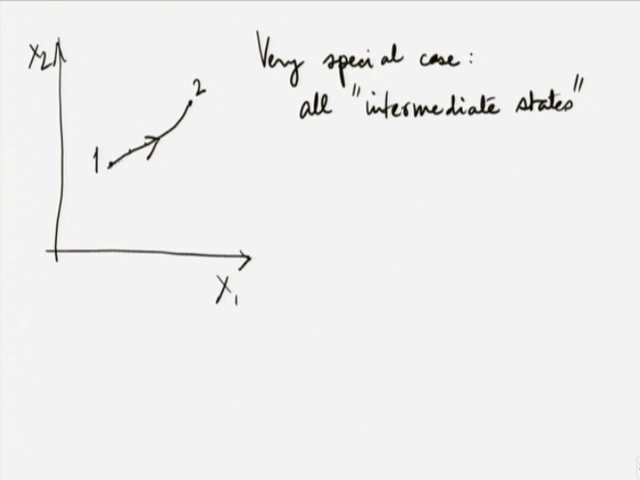 Very special case:
all "intermediate states"
X2
2
1
X1